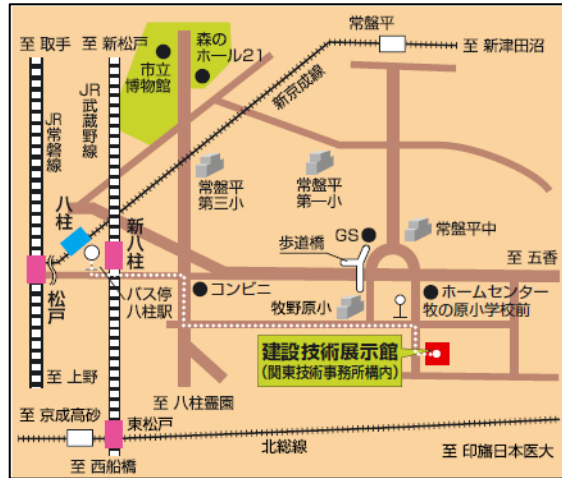 至 取手
至 新松戸
森の
ホール21
市立
博物館
常盤平
至 新津田沼
新京成線
JR武蔵野線
JR常磐線
八柱
新八柱
松戸
常盤平
第三小
常盤平
第一小
GS
常盤平中
歩道橋
至 五香
バス停
八柱駅
コンビニ
牧野原小
ホームセンター
牧の原小学校前
建設技術展示館
(関東技術事務所構内)
至 上野
至 八柱霊園
至 京成高砂
東松戸
北総線
至 印旛日本医大
至 西船橋